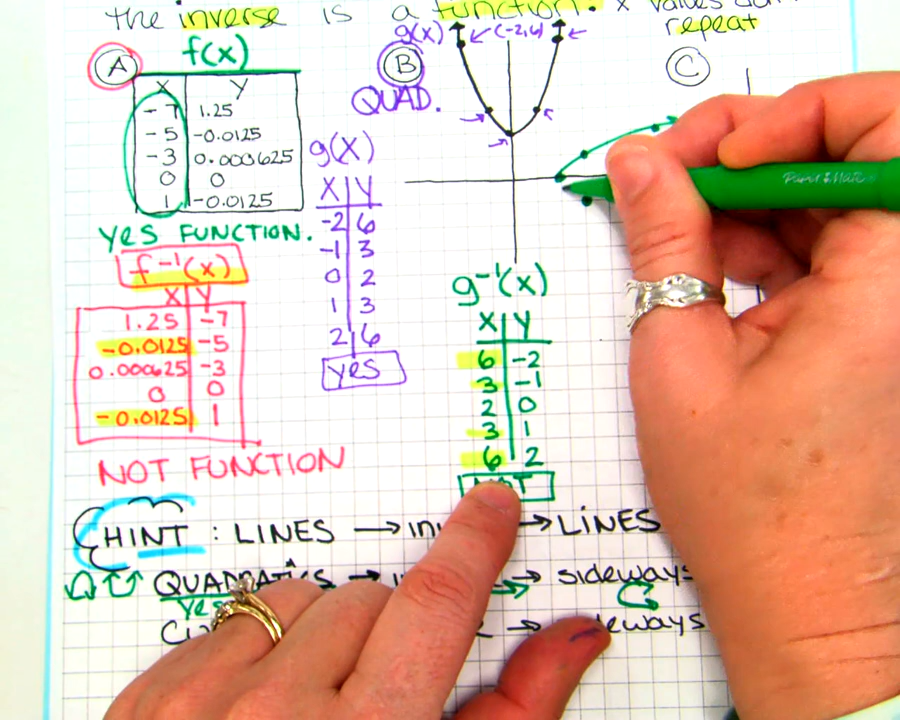 the inverse is a function. x values don't
repeat
A f(x)
X Y
-7 1.25
-5 -0.0125
-3 0.000625
0 0
1 -0.0125
YES FUNCTION.
f⁻¹(x)
X Y
1.25 -7
-0.0125 -5
0.000625 -3
0 0
-0.0125 1
NOT FUNCTION
B g(x) (-2,6)
QUAD.
g(x)
X Y
-2 6
-1 3
0 2
1 3
2 6
yes
g⁻¹(x)
X Y
6 -2
3 -1
2 0
3 1
6 2
NOT
C
Paper Mate
HINT : LINES → → LINES
QUADRATICS → → sideways
Yes